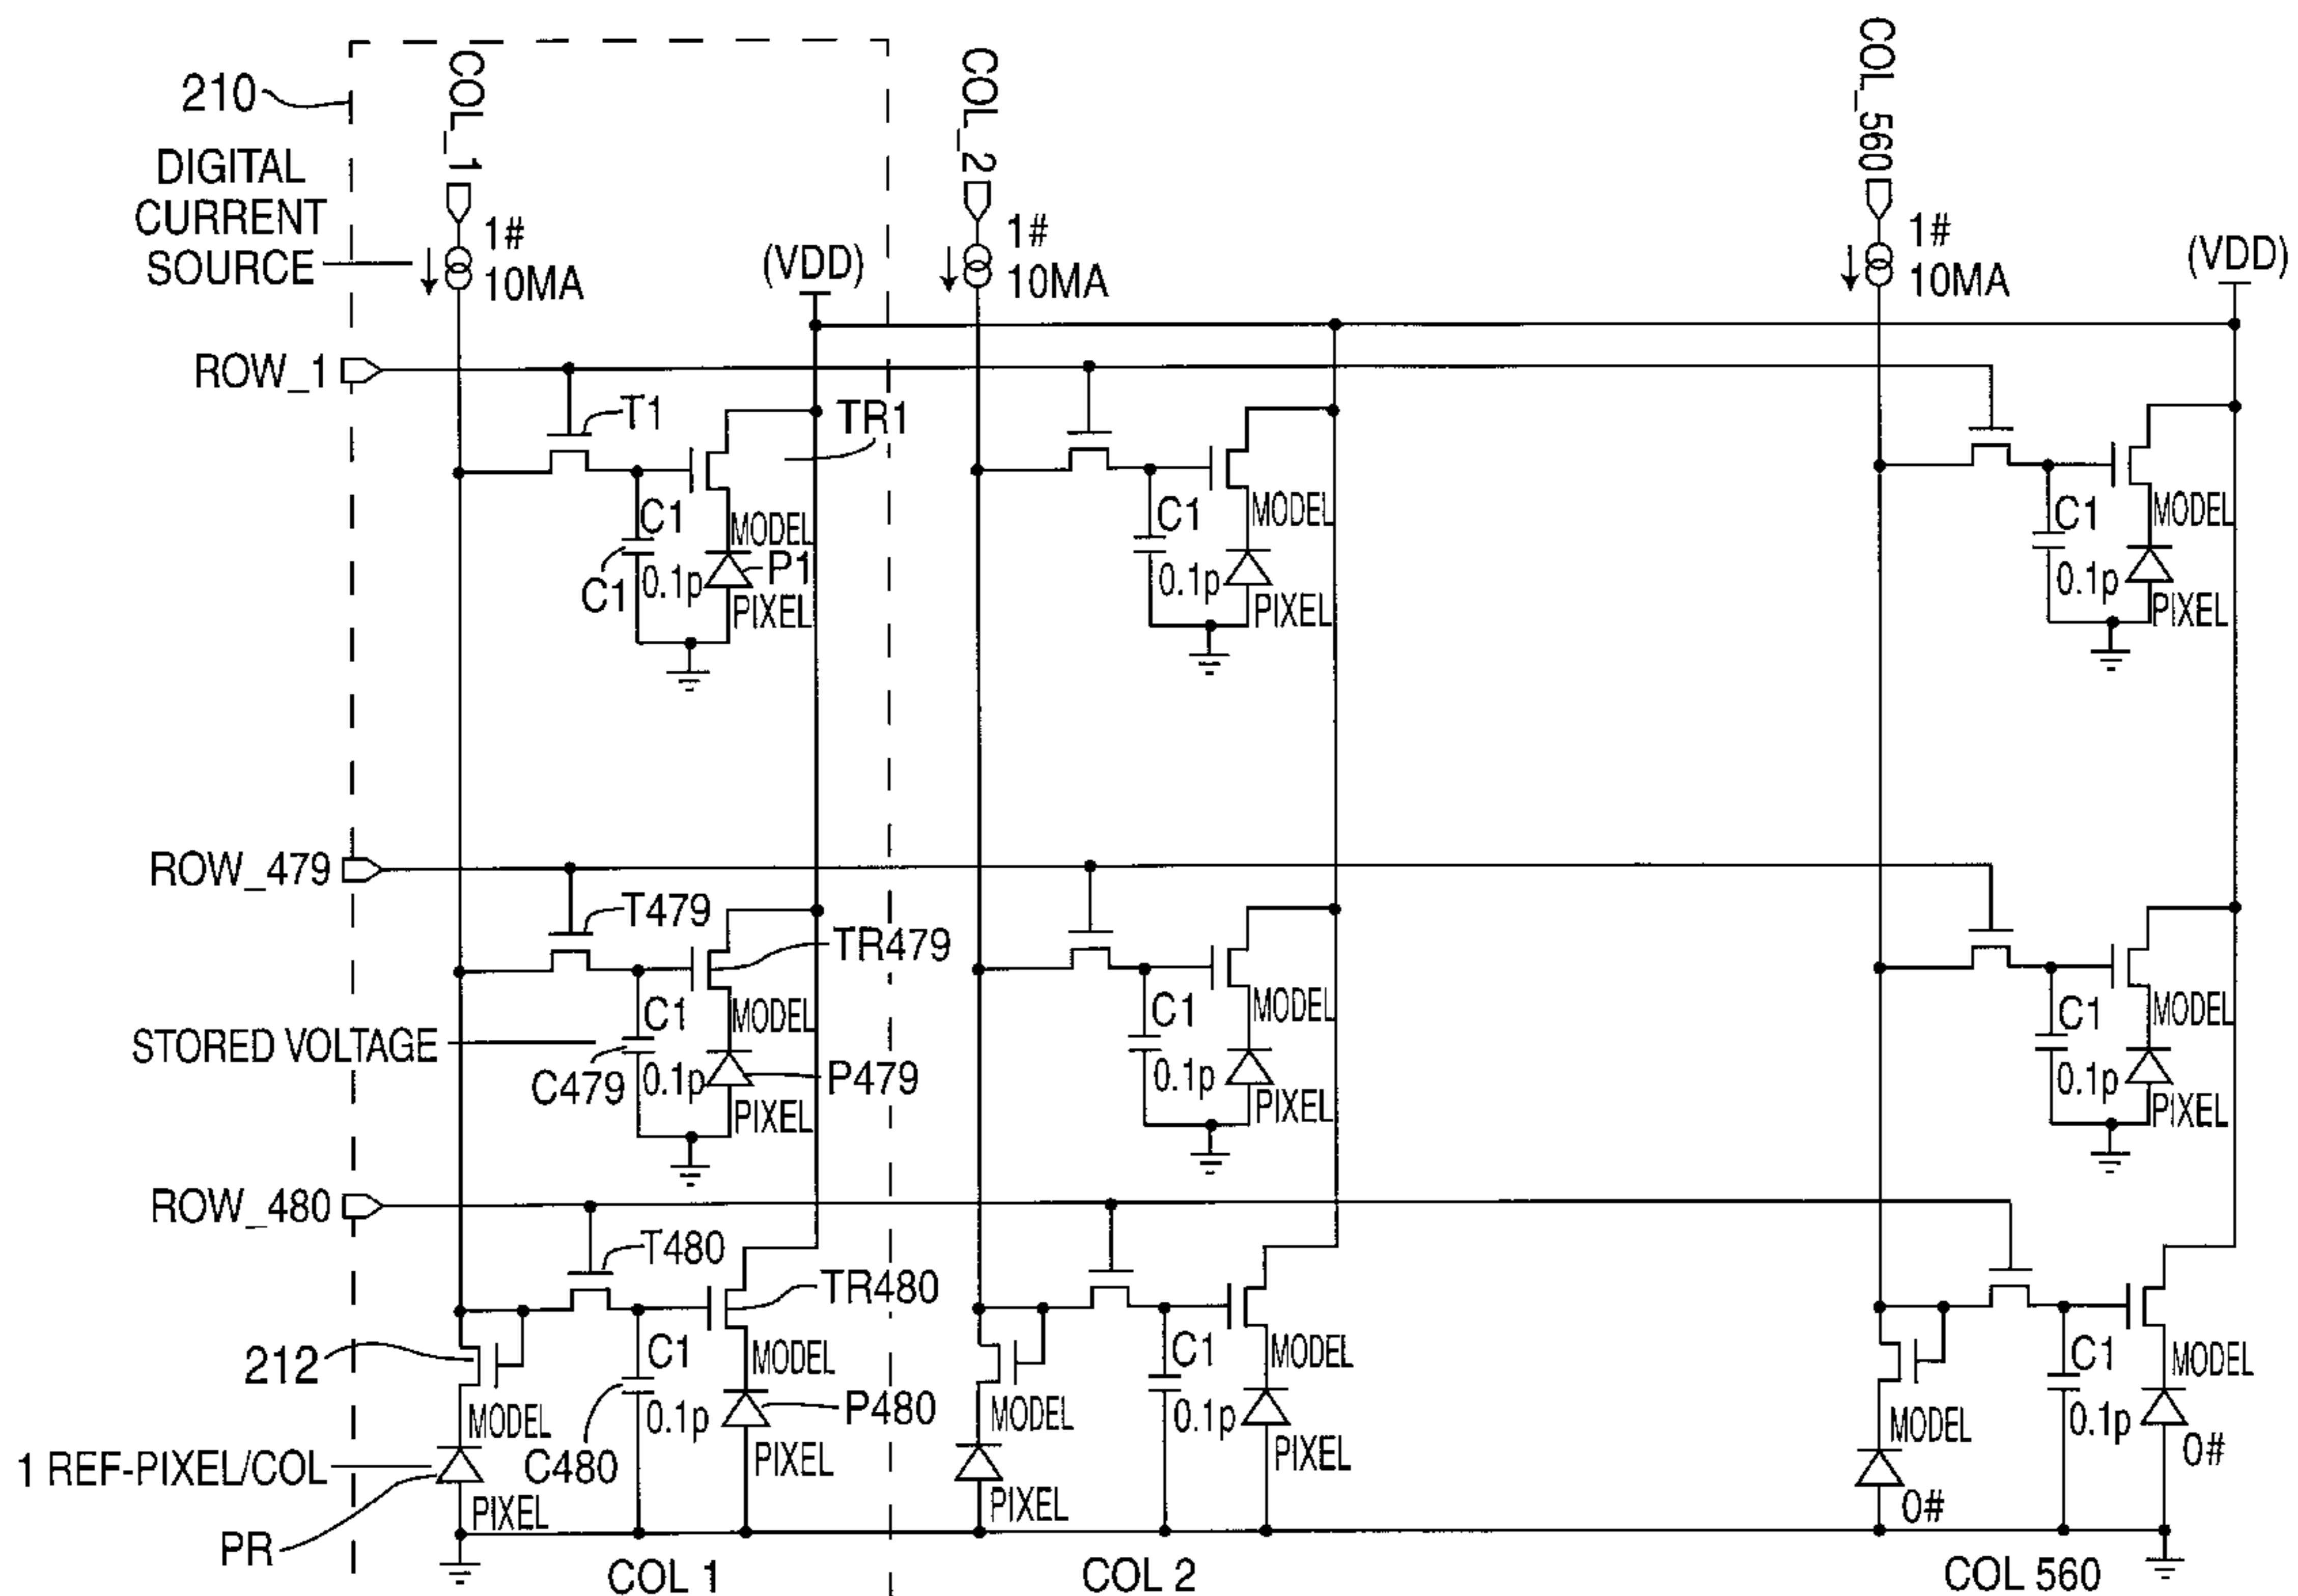 COL_1
COL_2
COL_560
210
DIGITAL
CURRENT
SOURCE
1#
10MA
(VDD)
1#
10MA
1#
10MA
(VDD)
ROW_1
T1
TR1
C1
MODEL
C1
0.1p
P1
PIXEL
C1
MODEL
0.1p
PIXEL
C1
MODEL
0.1p
PIXEL
ROW_479
T479
TR479
C1
MODEL
STORED VOLTAGE
C479
0.1p
P479
PIXEL
C1
MODEL
0.1p
PIXEL
C1
MODEL
0.1p
PIXEL
ROW_480
T480
TR480
212
C1
MODEL
MODEL
0.1p
P480
1 REF-PIXEL/COL
C480
PIXEL
PIXEL
PR
C1
MODEL
MODEL
0.1p
PIXEL
PIXEL
C1
MODEL
MODEL
0.1p
0#
0#
COL 1
COL 2
COL 560